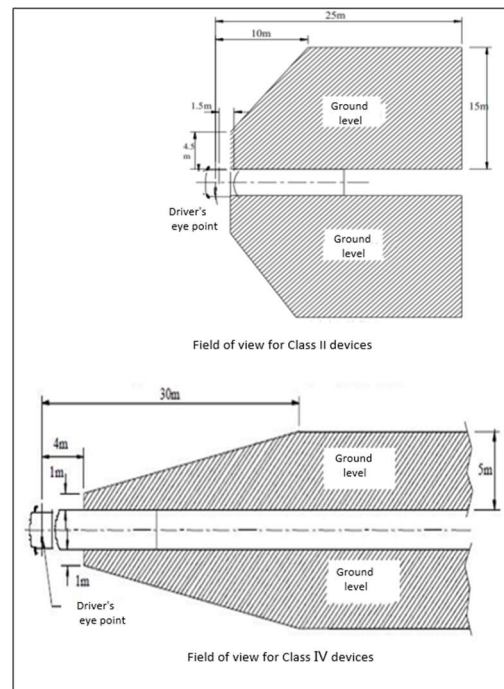 25m
10m
1.5m
Ground
level
15m
4.5
m
Driver's
eye point
Ground
level
Field of view for Class II devices
30m
4m
1m
Ground
level
5m
1m
Ground
level
Driver's
eye point
Field of view for Class IV devices